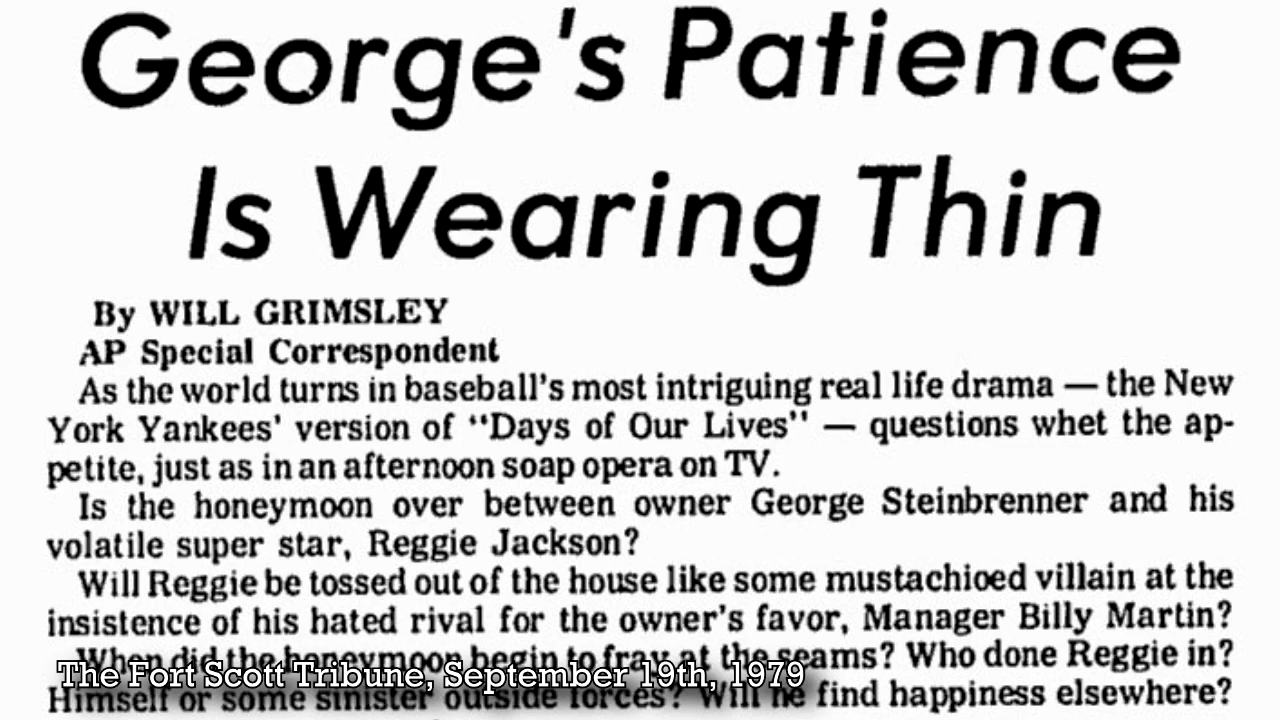 George's Patience
Is Wearing Thin
By WILL GRIMSLEY
AP Special Correspondent
As the world turns in baseball's most intriguing real life drama — the New
York Yankees' version of "Days of Our Lives" — questions whet the ap-
petite, just as in an afternoon soap opera on TV.
Is the honeymoon over between owner George Steinbrenner and his
volatile super star, Reggie Jackson?
Will Reggie be tossed out of the house like some mustachioed villain at the
insistence of his hated rival for the owner's favor, Manager Billy Martin?
When did the honeymoon begin to fray at the seams? Who done Reggie in?
The Fort Scott Tribune, September 19th, 1979
Himself or some sinister outside forces? Will he find happiness elsewhere?